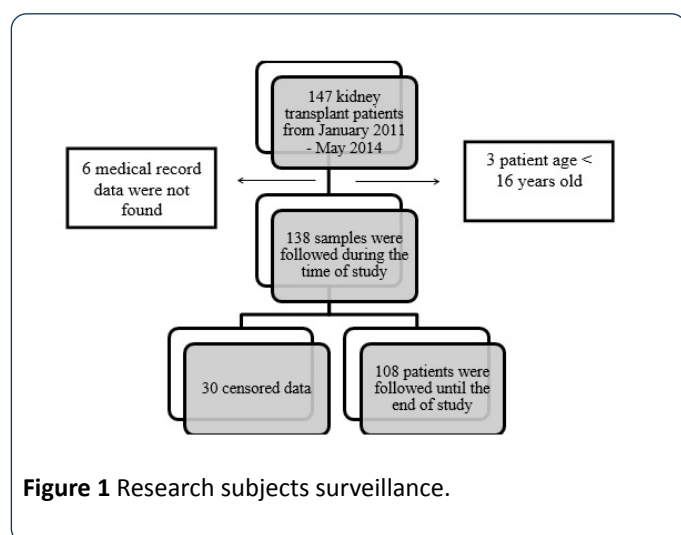 147 kidney
transplant patients
from January 2011
- May 2014
6 medical record
data were not
found
3 patient age <
16 years old
138 samples were
followed during the
time of study
30 censored data
108 patients were
followed until the
end of study
Figure 1 Research subjects surveillance.